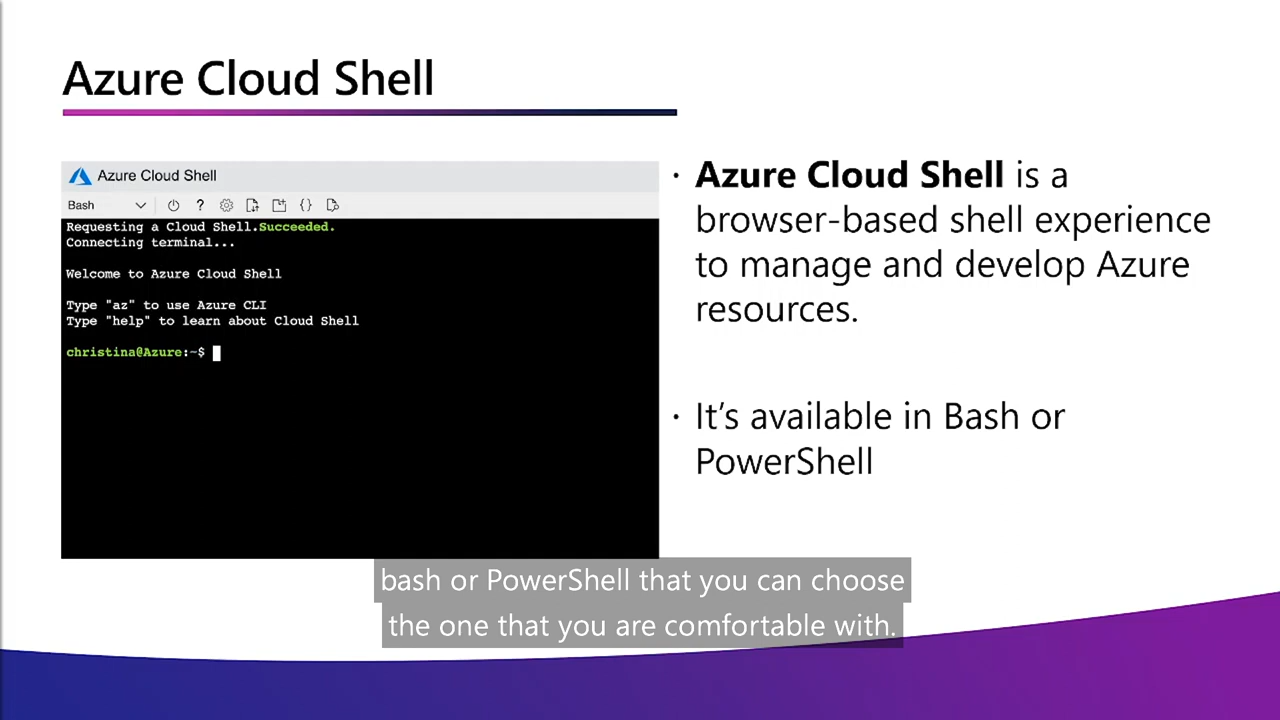 Azure Cloud Shell
Azure Cloud Shell
Bash
?
{}
Requesting a Cloud Shell.Succeeded.
Connecting terminal...
Welcome to Azure Cloud Shell
Type "az" to use Azure CLI
Type "help" to learn about Cloud Shell
christina@Azure:~$
· Azure Cloud Shell is a
browser-based shell experience
to manage and develop Azure
resources.
· It’s available in Bash or
PowerShell
bash or PowerShell that you can choose
the one that you are comfortable with.